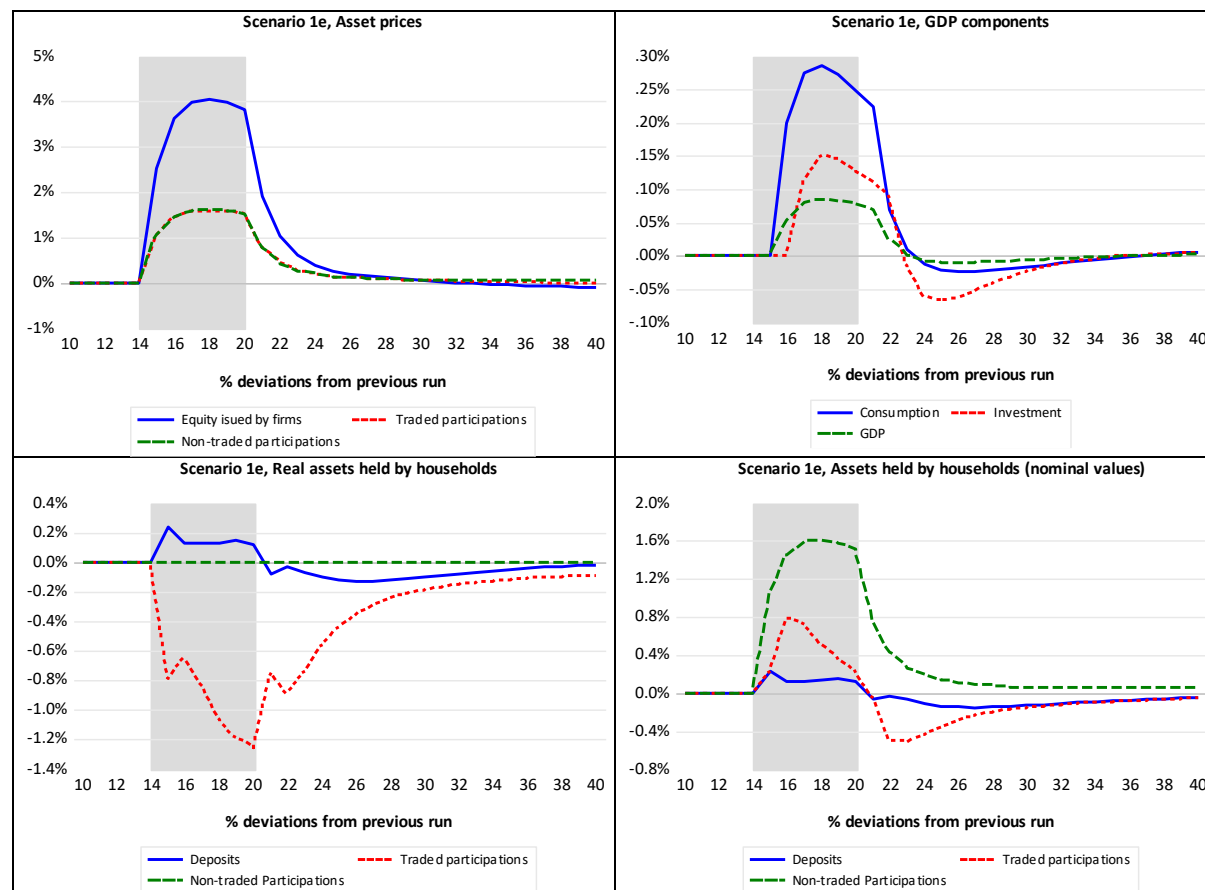 Scenario 1e, Asset prices
5%
4%
3%
2%
1%
0%
-1%
10 12 14 16 18 20 22 24 26 28 30 32 34 36 38 40
% deviations from previous run
Equity isued by firms Traded participations
Non-traded participations
Scenario 1e, GDP components
.30%
.25%
.20%
.15%
.10%
.05%
.00%
-.05%
-.10%
10 12 14 16 18 20 22 24 26 28 30 32 34 36 38 40
% deviations from previous run
Consumption Investment
GDP
Scenario 1e, Real assets held by households
0.4%
0.2%
0.0%
-0.2%
-0.4%
-0.6%
-0.8%
-1.0%
-1.2%
-1.4%
10 12 14 16 18 20 22 24 26 28 30 32 34 36 38 40
% deviations from previous run
Deposits Traded participations
Non-traded Participations
Scenario 1e, Assets held by households (nominal values)
2.0%
1.6%
1.2%
0.8%
0.4%
0.0%
-0.4%
-0.8%
10 12 14 16 18 20 22 24 26 28 30 32 34 36 38 40
% deviations from previous run
Deposits Traded participations
Non-traded Participations